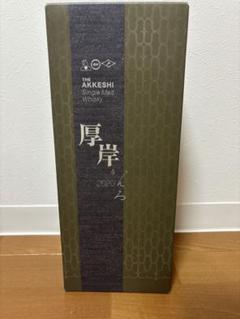 THE
AKKESHI
Single Malt
Whisky
厚岸
2020